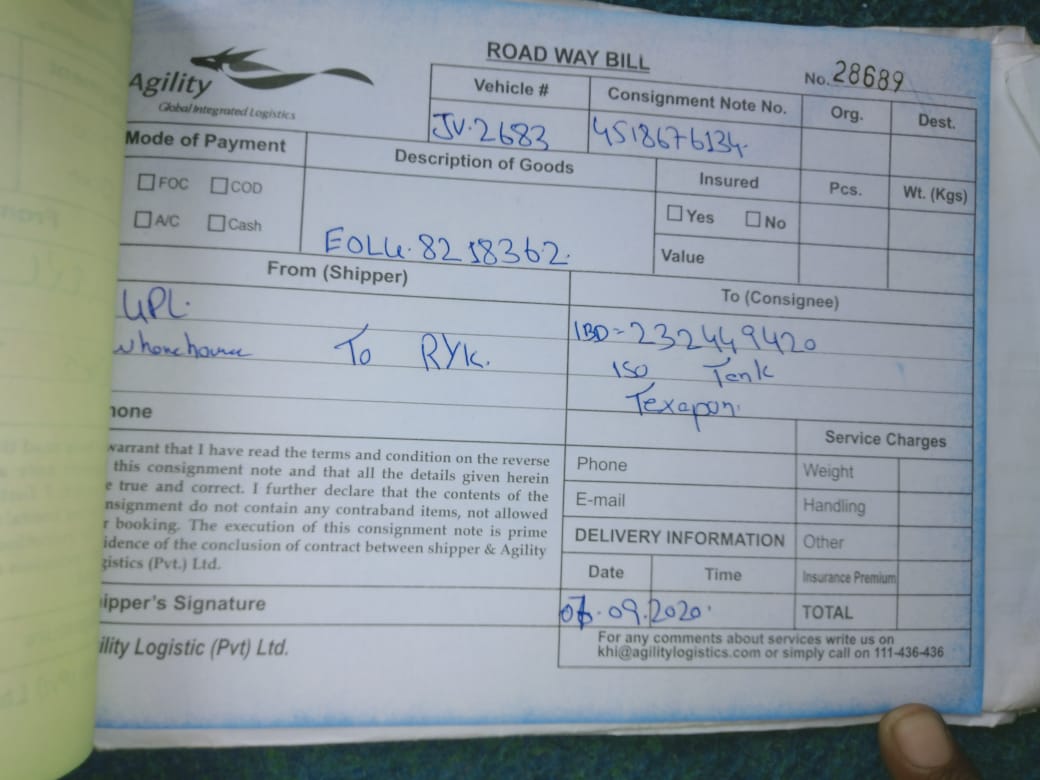 ROAD WAY BILL
Agility
Global Integrated Logistics
No. 28689
Vehicle #
Consignment Note No.
Org.
Dest.
JV-2683
4518676134
Mode of Payment
Description of Goods
Insured
Pcs.
Wt. (Kgs)
FOC
COD
Yes
No
A/C
Cash
EOLU-8258362.
Value
From (Shipper)
To (Consignee)
UPL.
IBD=232449420
To RYK.
ISO Tank
Texapon.
hone
Service Charges
warrant that I have read the terms and condition on the reverse
this consignment note and that all the details given herein
e true and correct. I further declare that the contents of the
nsignment do not contain any contraband items, not allowed
r booking. The execution of this consignment note is prime
idence of the conclusion of contract between shipper & Agility
gistics (Pvt.) Ltd.
Phone
Weight
E-mail
Handling
DELIVERY INFORMATION
Other
Date
Time
Insurance Premium
ipper's Signature
.09.2020
TOTAL
ility Logistic (Pvt) Ltd.
For any comments about services write us on
khi@agilitylogistics.com or simply call on 111-436-436